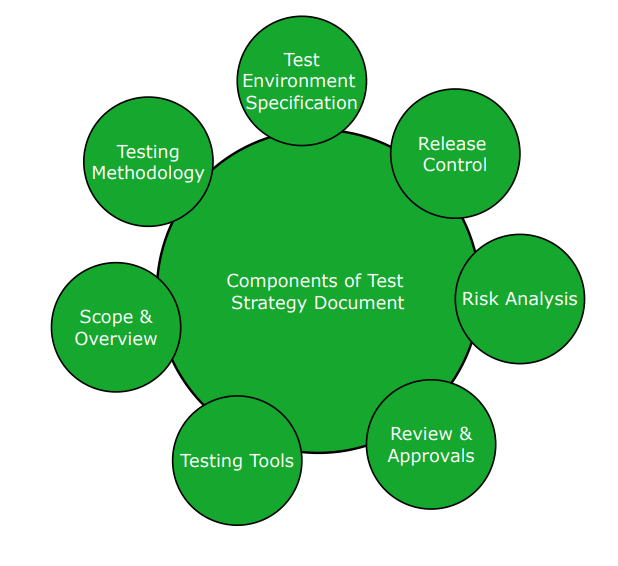 Test
Environment
Specification
Release
Control
Testing
Methodology
Components of Test
Strategy Document
Risk Analysis
Scope &
Overview
Review &
Approvals
Testing Tools